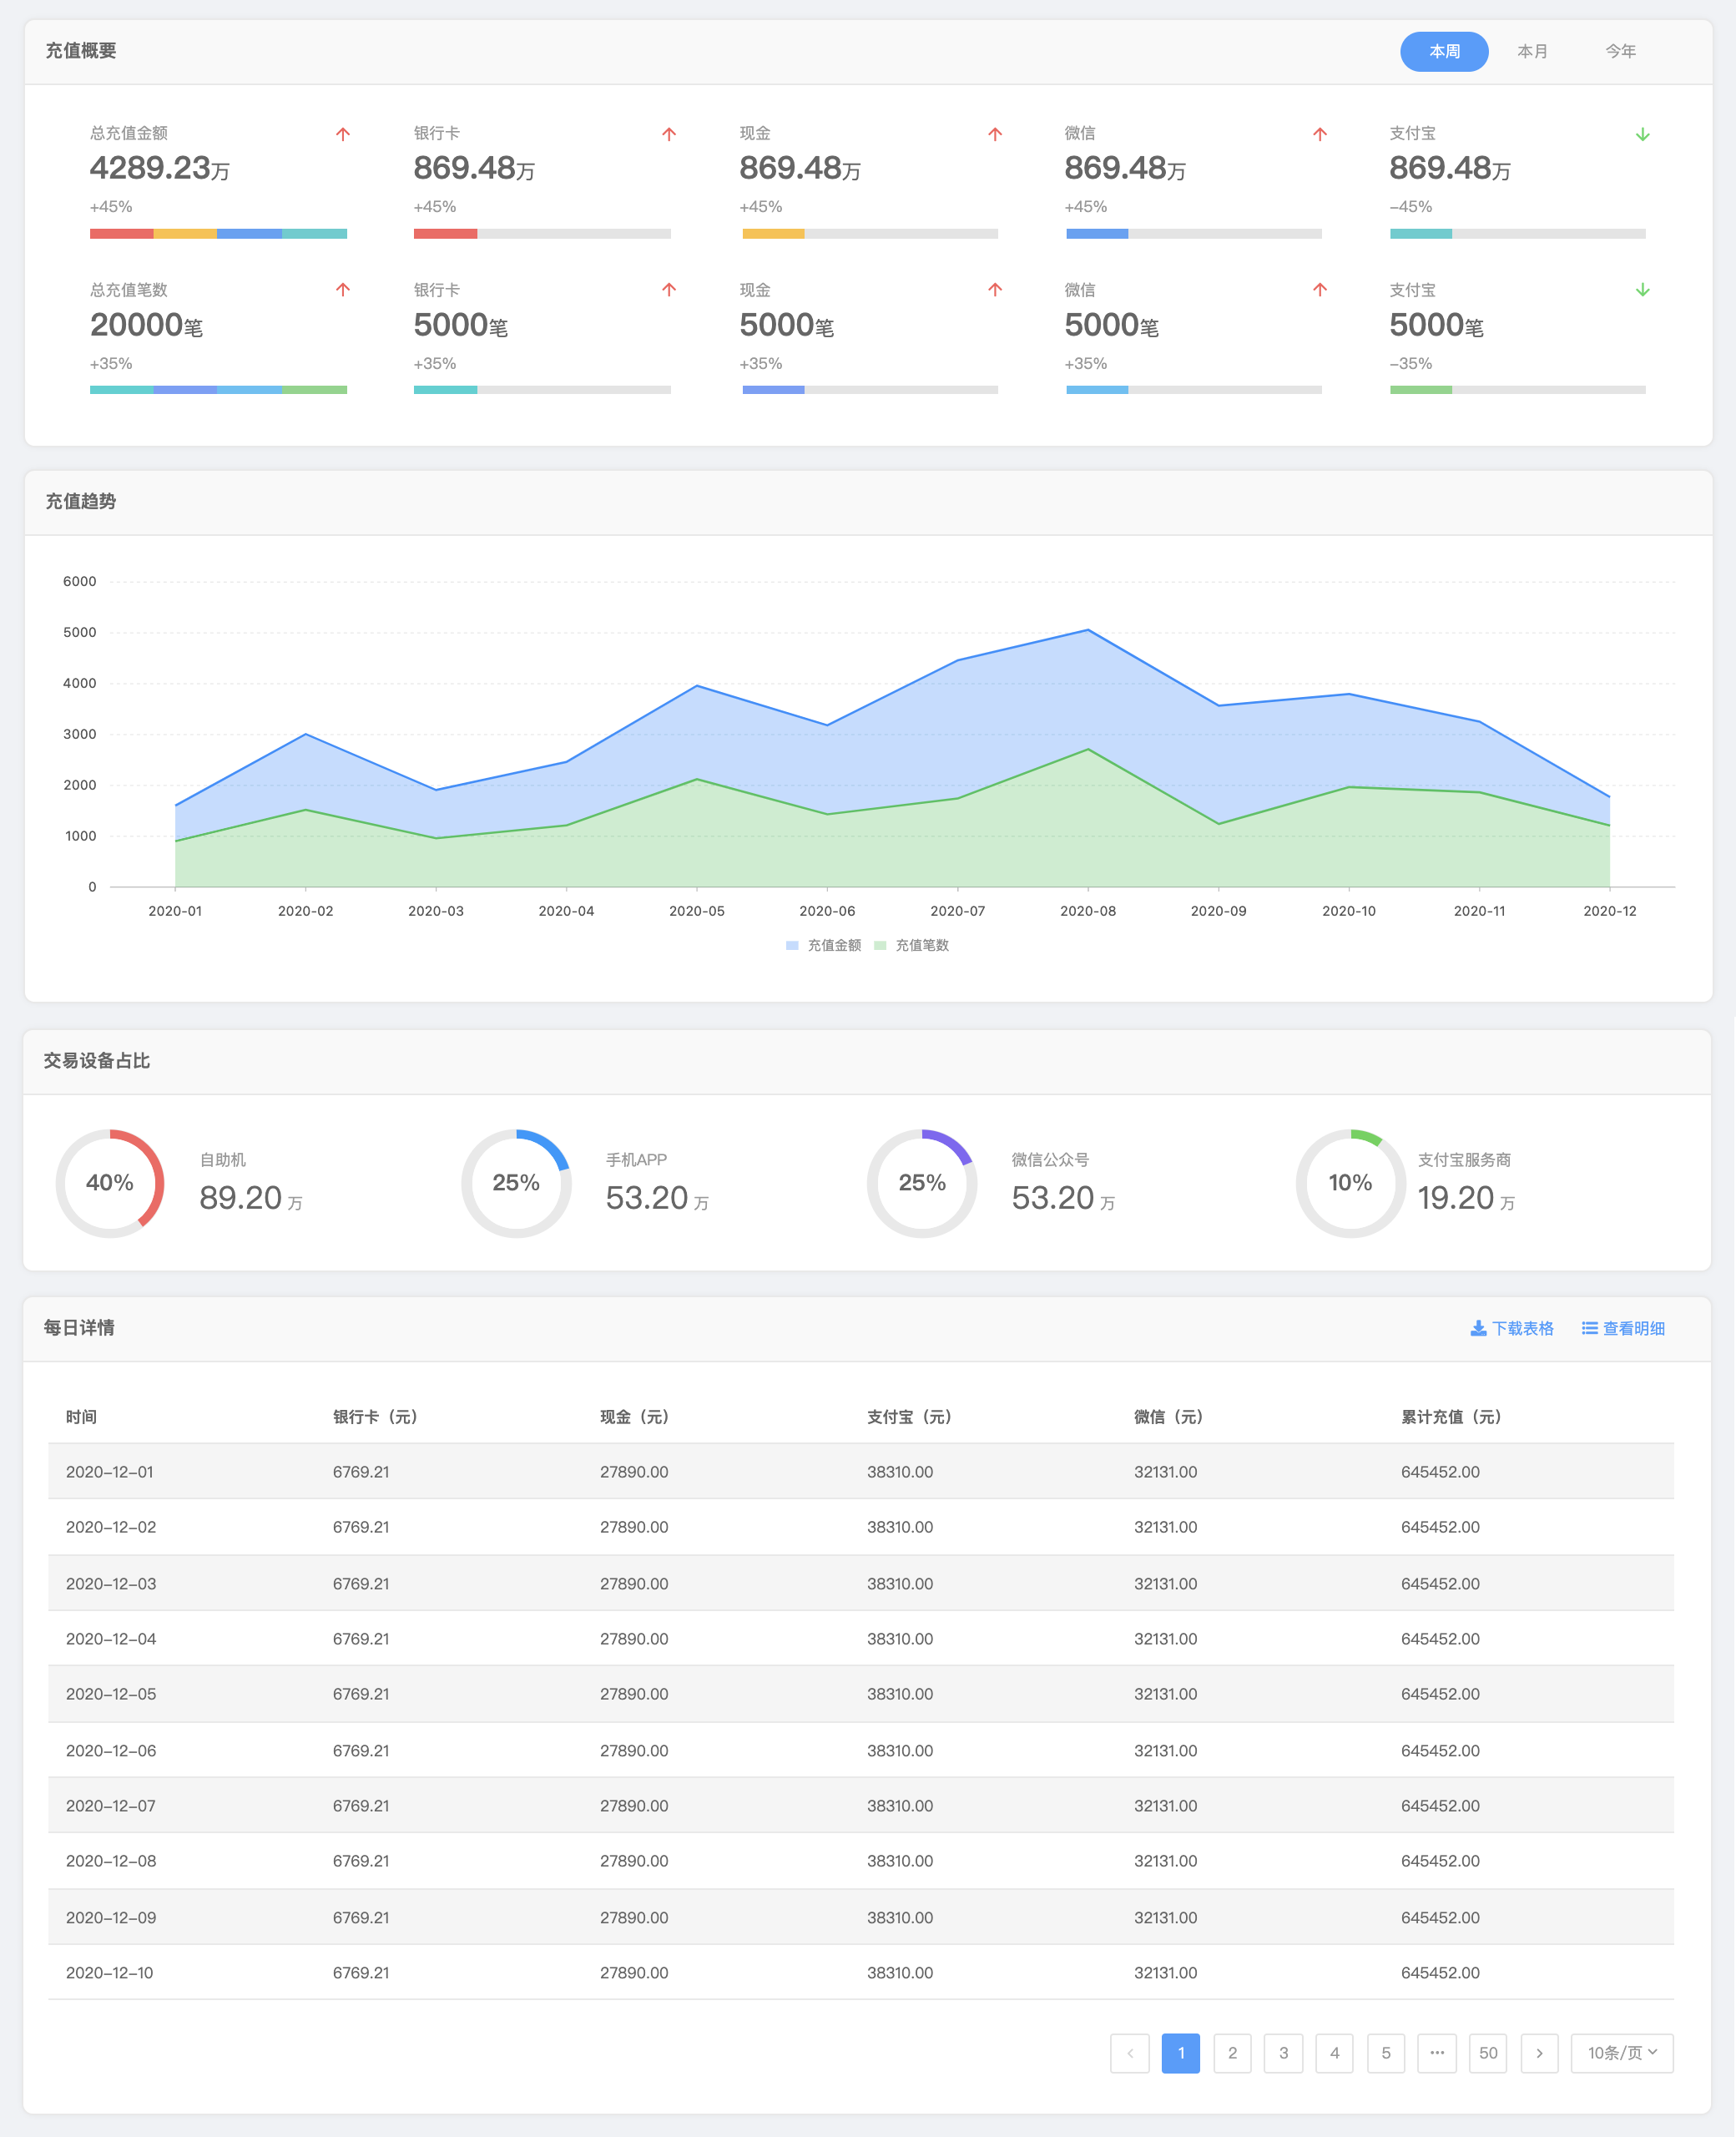 充值概要
本周 本月 今年
总充值金额 银行卡 现金 微信 支付宝
4289.23万 869.48万 869.48万 869.48万 869.48万
+45% +45% +45% +45% –45%
总充值笔数 银行卡 现金 微信 支付宝
20000笔 5000笔 5000笔 5000笔 5000笔
+35% +35% +35% +35% –35%
充值趋势
6000
5000
4000
3000
2000
1000
0
2020-01 2020-02 2020-03 2020-04 2020-05 2020-06 2020-07 2020-08 2020-09 2020-10 2020-11 2020-12
充值金额 充值笔数
交易设备占比
40% 自助机 89.20 万
25% 手机APP 53.20 万
25% 微信公众号 53.20 万
10% 支付宝服务商 19.20 万
每日详情
下载表格 查看明细
时间 银行卡（元） 现金（元） 支付宝（元） 微信（元） 累计充值（元）
2020–12–01 6769.21 27890.00 38310.00 32131.00 645452.00
2020–12–02 6769.21 27890.00 38310.00 32131.00 645452.00
2020–12–03 6769.21 27890.00 38310.00 32131.00 645452.00
2020–12–04 6769.21 27890.00 38310.00 32131.00 645452.00
2020–12–05 6769.21 27890.00 38310.00 32131.00 645452.00
2020–12–06 6769.21 27890.00 38310.00 32131.00 645452.00
2020–12–07 6769.21 27890.00 38310.00 32131.00 645452.00
2020–12–08 6769.21 27890.00 38310.00 32131.00 645452.00
2020–12–09 6769.21 27890.00 38310.00 32131.00 645452.00
2020–12–10 6769.21 27890.00 38310.00 32131.00 645452.00
1 2 3 4 5 ··· 50 10条/页